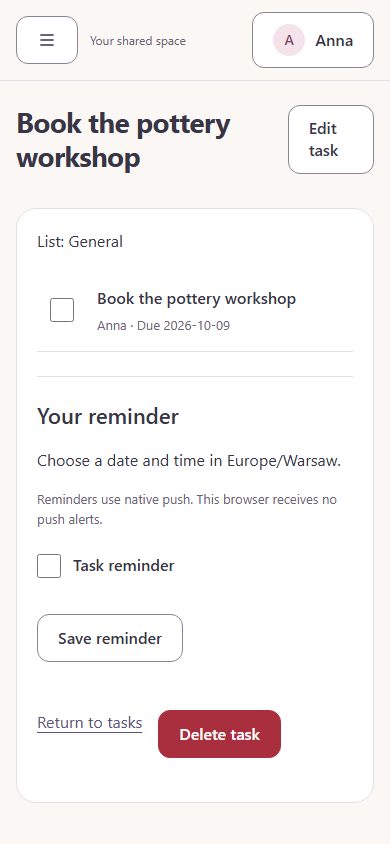 Your shared space
A
Anna
Book the pottery
workshop
Edit
task
List: General
Book the pottery workshop
Anna · Due 2026-10-09
Your reminder
Choose a date and time in Europe/Warsaw.
Reminders use native push. This browser receives no
push alerts.
Task reminder
Save reminder
Return to tasks
Delete task